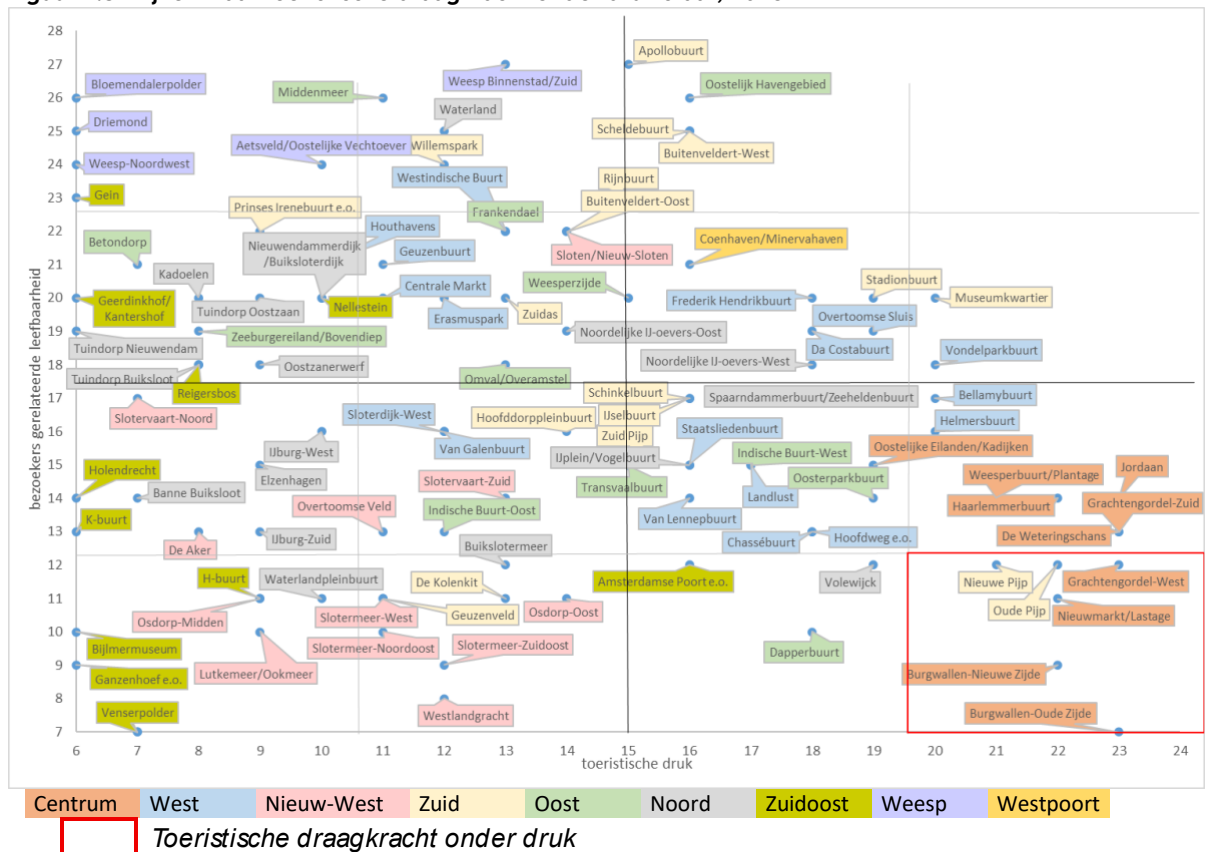 28
27
26
25
24
23
22
21
20
19
18
17
16
15
14
13
12
11
10
9
8
7
bezoekers gerelateerde leefbaarheid
Apollobuurt
Bloemendalerpolder
Middenmeer
Weesp Binnenstad/Zuid
Oostelijk Havengebied
Waterland
Driemond
Scheldebuurt
Aetsveld/Oostelijke Vechtoever
Willemspark
Buitenveldert-West
Weesp-Noordwest
Westindische Buurt
Rijnbuurt
Gein
Buitenveldert-Oost
Prinses Irenebuurt e.o.
Frankendael
Houthavens
Betondorp
Nieuwendammerdijk
/Buiksloterdijk
Geuzenbuurt
Sloten/Nieuw-Sloten
Coenhaven/Minervahaven
Kadoelen
Centrale Markt
Weesperzijde
Stadionbuurt
Geerdinkhof/
Kantershof
Tuindorp Oostzaan
Nellestein
Erasmuspark
Zuidas
Frederik Hendrikbuurt
Museumkwartier
Overtoomse Sluis
Zeeburgereiland/Bovendiep
Noordelijke IJ-oevers-Oost
Tuindorp Nieuwendam
Da Costabuurt
Oostzanerwerf
Noordelijke IJ-oevers-West
Vondelparkbuurt
Tuindorp Buiksloot
Omval/Overamstel
Reigersbos
Schinkelbuurt
Spaarndammerbuurt/Zeeheldenbuurt
Bellamybuurt
Slotervaart-Noord
Sloterdijk-West
Hoofddorppleinbuurt
IJselbuurt
Staatsliedenbuurt
Helmersbuurt
Zuid Pijp
IJburg-West
Van Galenbuurt
Oostelijke Eilanden/Kadijken
IJplein/Vogelbuurt
Indische Buurt-West
Holendrecht
Elzenhagen
Slotervaart-Zuid
Transvaalbuurt
Oosterparkbuurt
Weesperbuurt/Plantage
Jordaan
Banne Buiksloot
Landlust
Haarlemmerbuurt
Grachtengordel-Zuid
Overtoomse Veld
Indische Buurt-Oost
Van Lennepbuurt
K-buurt
IJburg-Zuid
Chassébuurt
Hoofdweg e.o.
De Weteringschans
De Aker
Buikslotermeer
H-buurt
Waterlandpleinbuurt
De Kolenkit
Amsterdamse Poort e.o.
Volewijck
Nieuwe Pijp
Grachtengordel-West
Osdorp-Midden
Slotermeer-West
Geuzenveld
Osdorp-Oost
Oude Pijp
Nieuwmarkt/Lastage
Bijlmermuseum
Slotermeer-Noordoost
Slotermeer-Zuidoost
Dapperbuurt
Ganzenhoef e.o.
Lutkemeer/Ookmeer
Burgwallen-Nieuwe Zijde
Venserpolder
Westlandgracht
Burgwallen-Oude Zijde
6 7 8 9 10 11 12 13 14 15 16 17 18 19 20 21 22 23 24
toeristische druk
Centrum West Nieuw-West Zuid Oost Noord Zuidoost Weesp Westpoort
Toeristische draagkracht onder druk